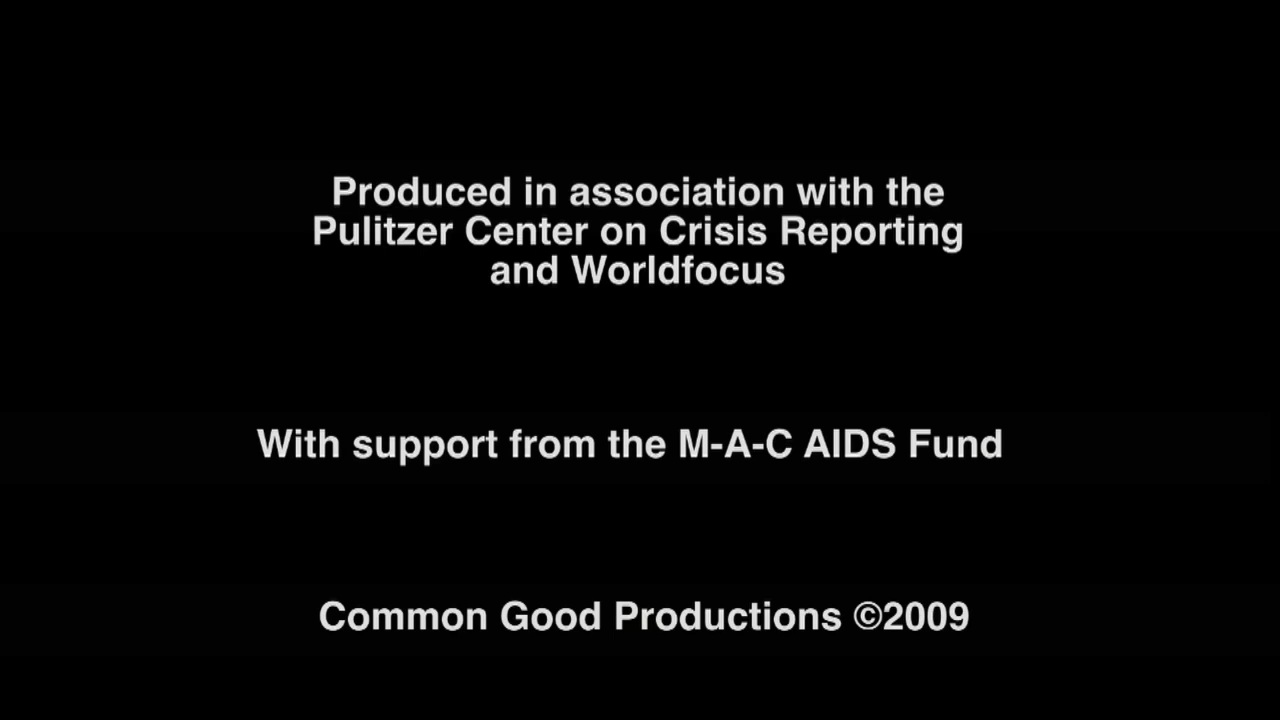 Produced in association with the
Pulitzer Center on Crisis Reporting
and Worldfocus
With support from the M-A-C AIDS Fund
Common Good Productions ©2009